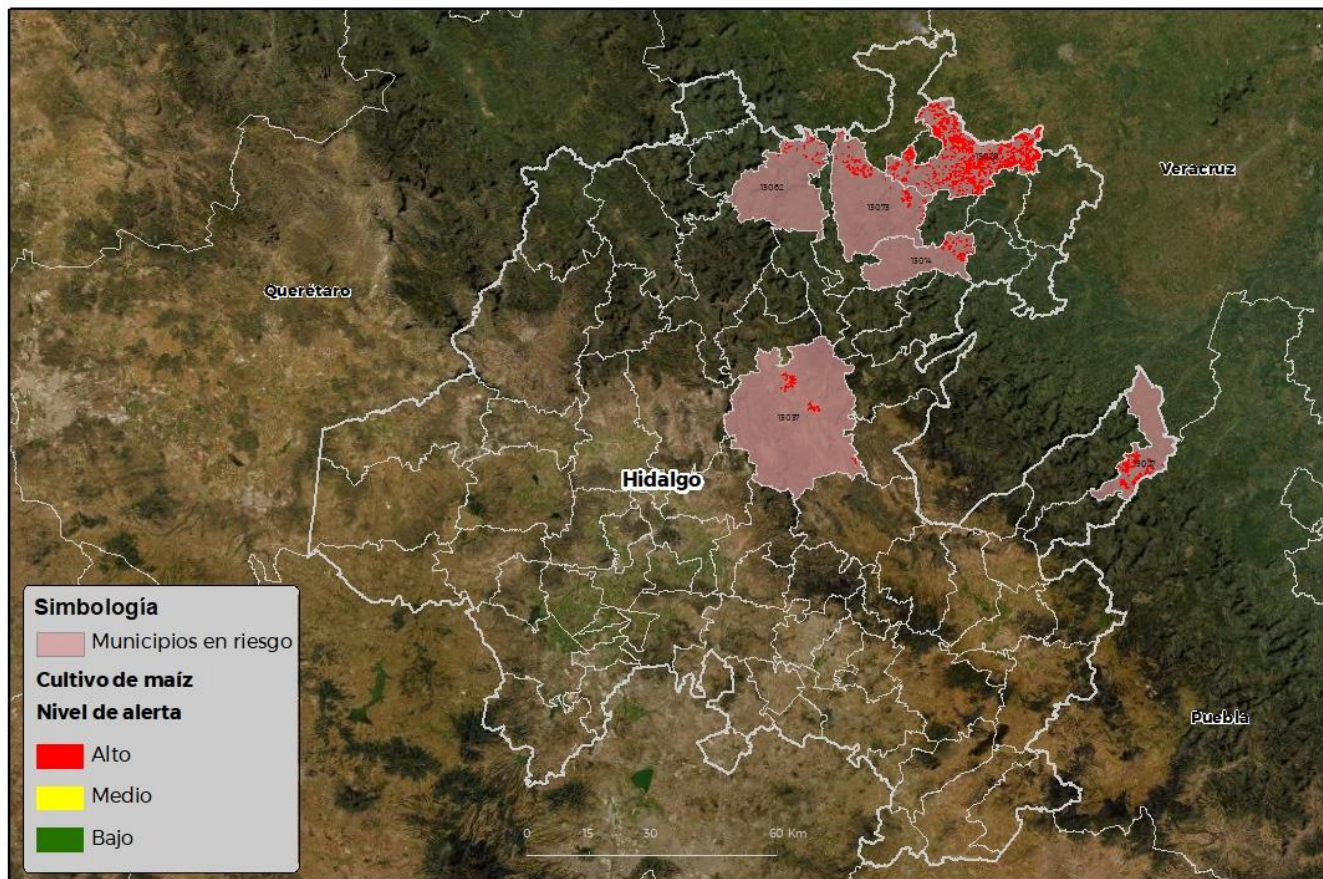 Veracruz
13062
13073
13014
Querétaro
13037
Hidalgo
Puebla
Simbología
Municipios en riesgo
Cultivo de maíz
Nivel de alerta
Alto
Medio
Bajo
0 15 30 60 Km